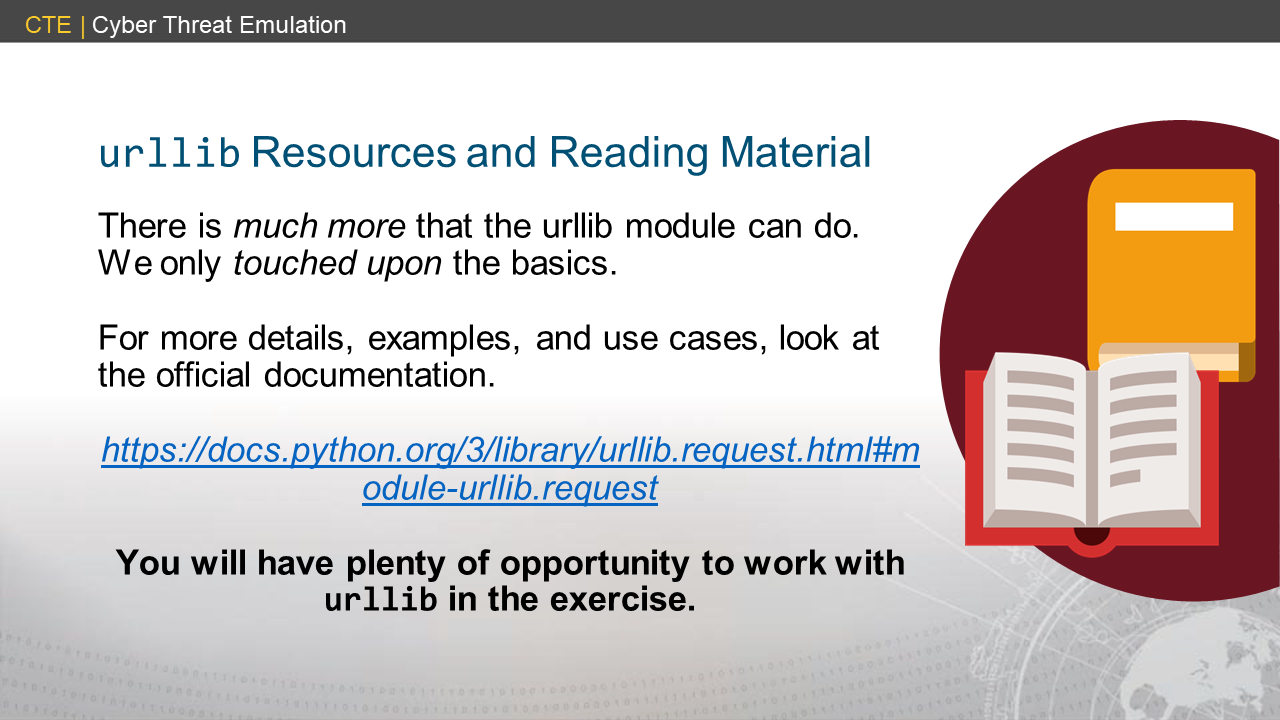 CTE | Cyber Threat Emulation
urllib Resources and Reading Material
There is much more that the urllib module can do.
We only touched upon the basics.
For more details, examples, and use cases, look at
the official documentation.
https://docs.python.org/3/library/urllib.request.html#m
odule-urllib.request
You will have plenty of opportunity to work with
urllib in the exercise.